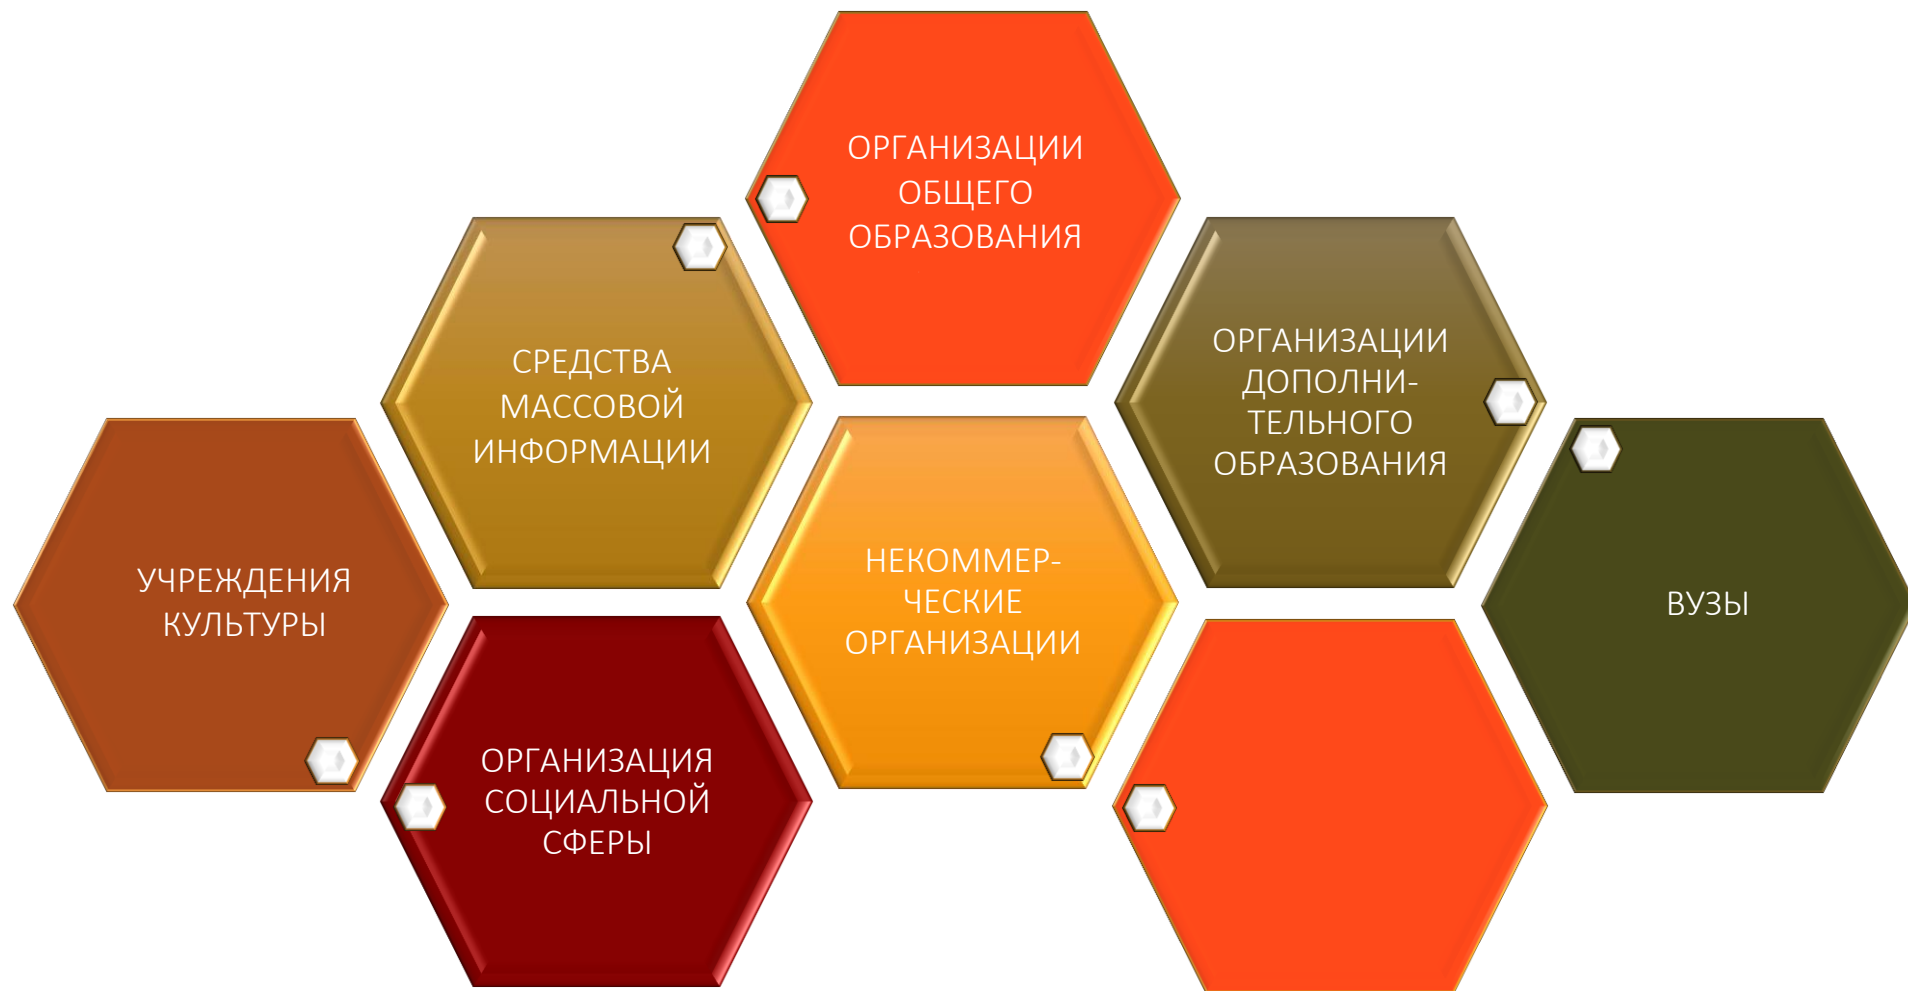 ОРГАНИЗАЦИИ
ОБЩЕГО
ОБРАЗОВАНИЯ
СРЕДСТВА
МАССОВОЙ
ИНФОРМАЦИИ
ОРГАНИЗАЦИИ
ДОПОЛНИ-
ТЕЛЬНОГО
ОБРАЗОВАНИЯ
УЧРЕЖДЕНИЯ
КУЛЬТУРЫ
НЕКОММЕР-
ЧЕСКИЕ
ОРГАНИЗАЦИИ
ВУЗЫ
ОРГАНИЗАЦИЯ
СОЦИАЛЬНОЙ
СФЕРЫ